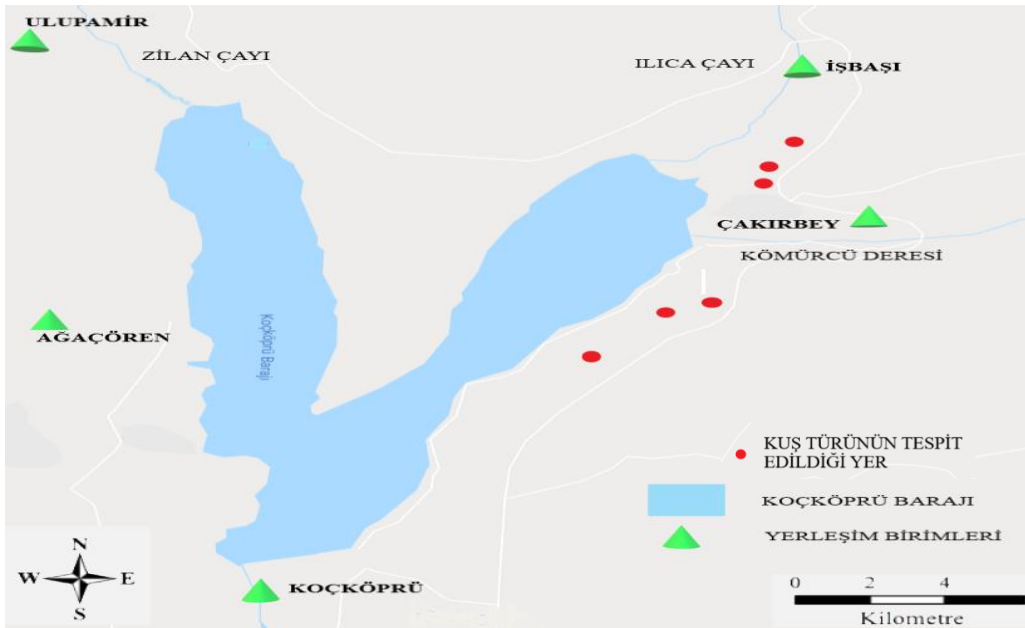 ULUPAMİR
ZİLAN ÇAYI
ILICA ÇAYI
İŞBAŞI
ÇAKIRBEY
KÖMÜRCÜ DERESİ
AĞAÇÖREN
Koçköprü Barajı
KUŞ TÜRÜNÜN TESPİT
EDİLDİĞİ YER
KOÇKÖPRÜ BARAJI
YERLEŞİM BİRİMLERİ
N
W E
S
KOÇKÖPRÜ
0 2 4
Kilometre